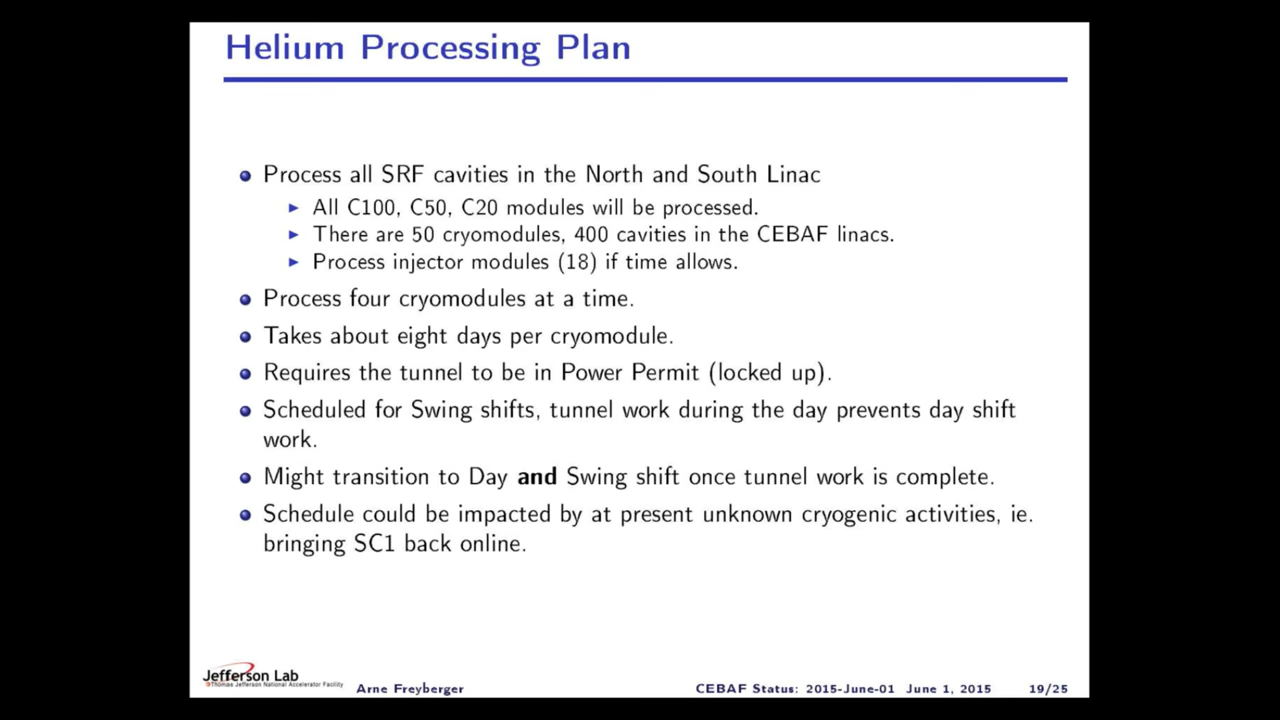 Helium Processing Plan
Process all SRF cavities in the North and South Linac
All C100, C50, C20 modules will be processed.
There are 50 cryomodules, 400 cavities in the CEBAF linacs.
Process injector modules (18) if time allows.
Process four cryomodules at a time.
Takes about eight days per cryomodule.
Requires the tunnel to be in Power Permit (locked up).
Scheduled for Swing shifts, tunnel work during the day prevents day shift
work.
Might transition to Day and Swing shift once tunnel work is complete.
Schedule could be impacted by at present unknown cryogenic activities, ie.
bringing SC1 back online.
Jefferson Lab
Thomas Jefferson National Accelerator Facility
Arne Freyberger
CEBAF Status: 2015-June-01 June 1, 2015 19/25